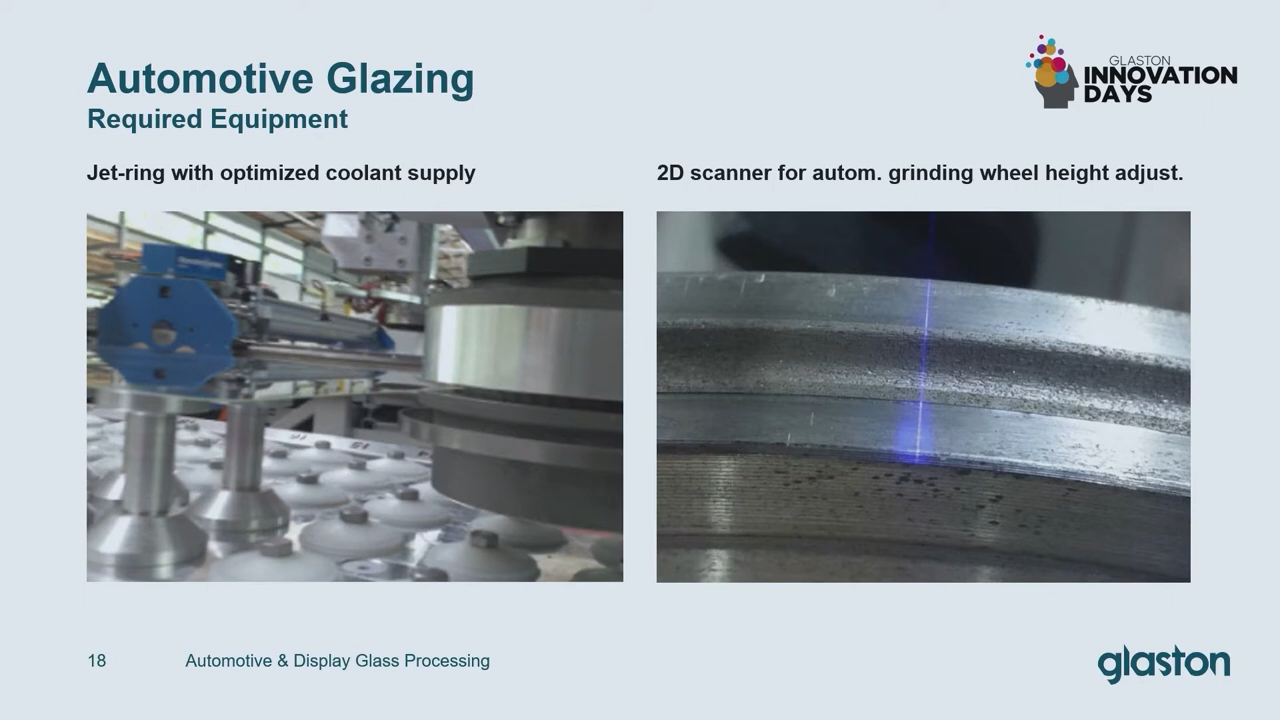 Automotive Glazing
Required Equipment
GLASTON
INNOVATION
DAYS
Jet-ring with optimized coolant supply
2D scanner for autom. grinding wheel height adjust.
18
Automotive & Display Glass Processing
glaston